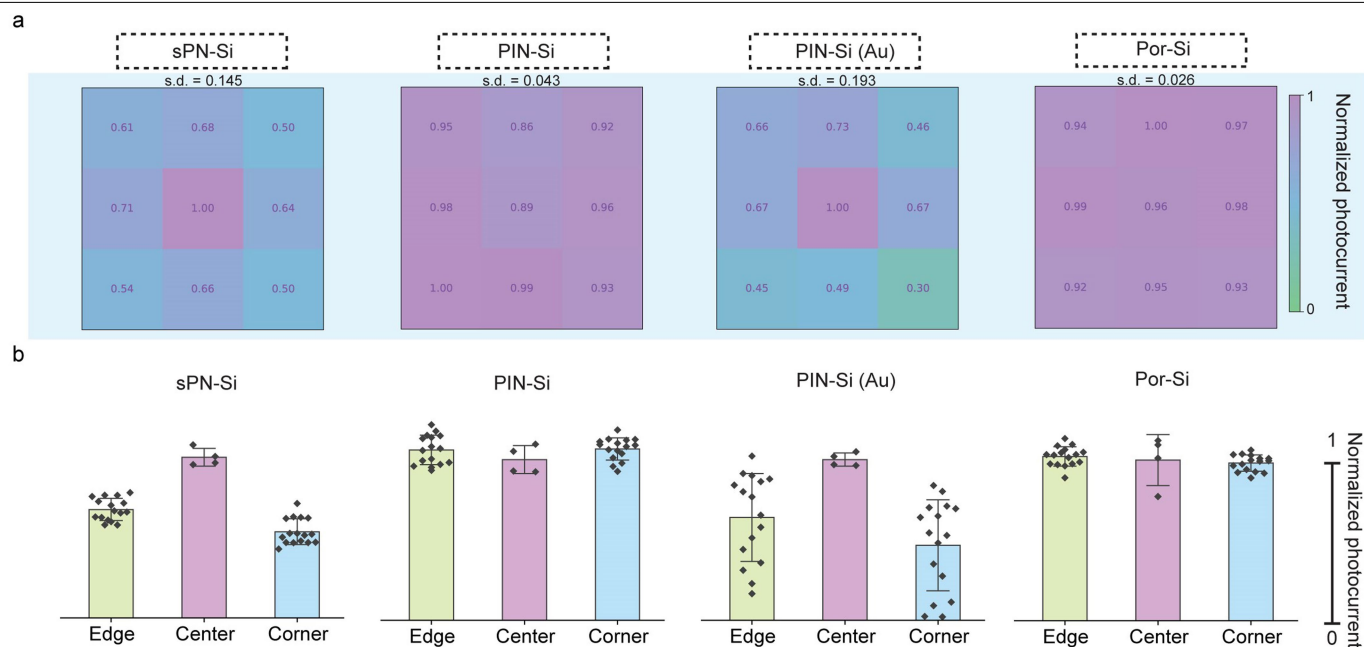 a
sPN-Si PIN-Si PIN-Si (Au) Por-Si
s.d. = 0.145 s.d. = 0.043 s.d. = 0.193 s.d. = 0.026
0.61 0.68 0.50 0.95 0.86 0.92 0.66 0.73 0.46 0.94 1.00 0.97
0.71 1.00 0.64 0.98 0.89 0.96 0.67 1.00 0.67 0.99 0.96 0.98
0.54 0.66 0.50 1.00 0.99 0.93 0.45 0.49 0.30 0.92 0.95 0.93
1
0
Normalized photocurrent
b
sPN-Si PIN-Si PIN-Si (Au) Por-Si
Edge Center Corner Edge Center Corner Edge Center Corner Edge Center Corner
1
0
Normalized photocurrent